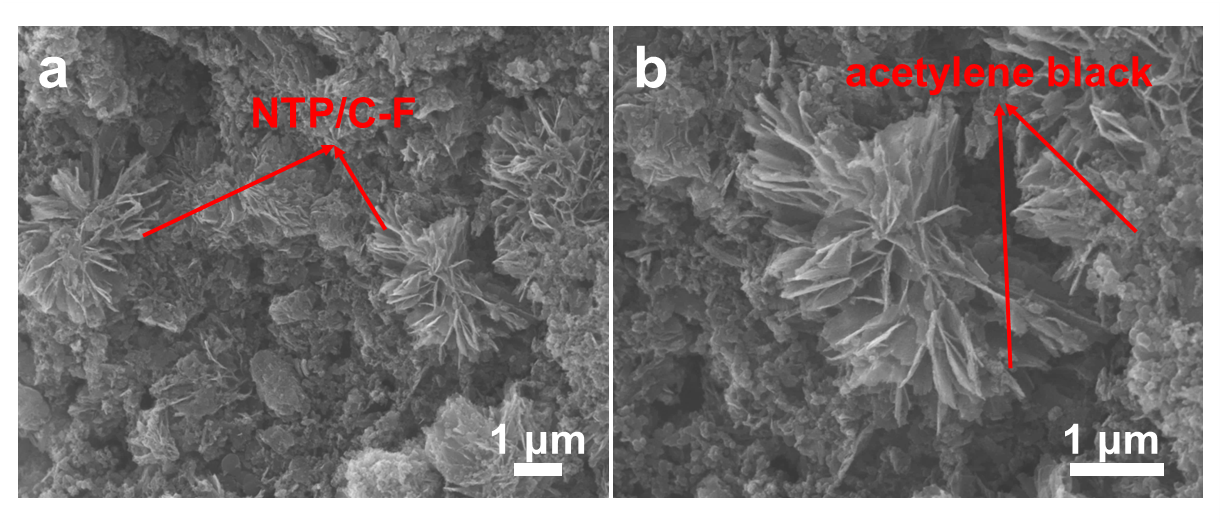 a
NTP/C-F
1 μm
b
acetylene black
1 μm